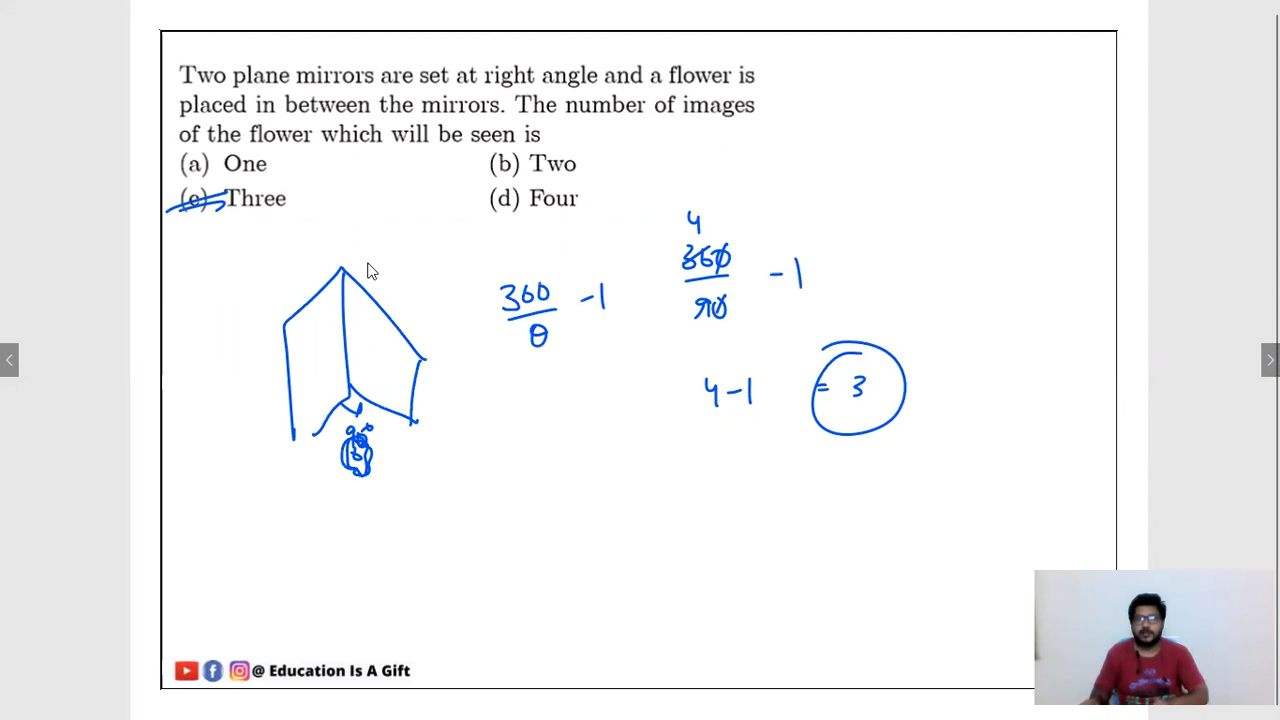 Two plane mirrors are set at right angle and a flower is
placed in between the mirrors. The number of images
of the flower which will be seen is
(a) One (b) Two
(c) Three (d) Four
4
360/θ -1 360/90 -1
90
4-1 = 3
@ Education Is A Gift